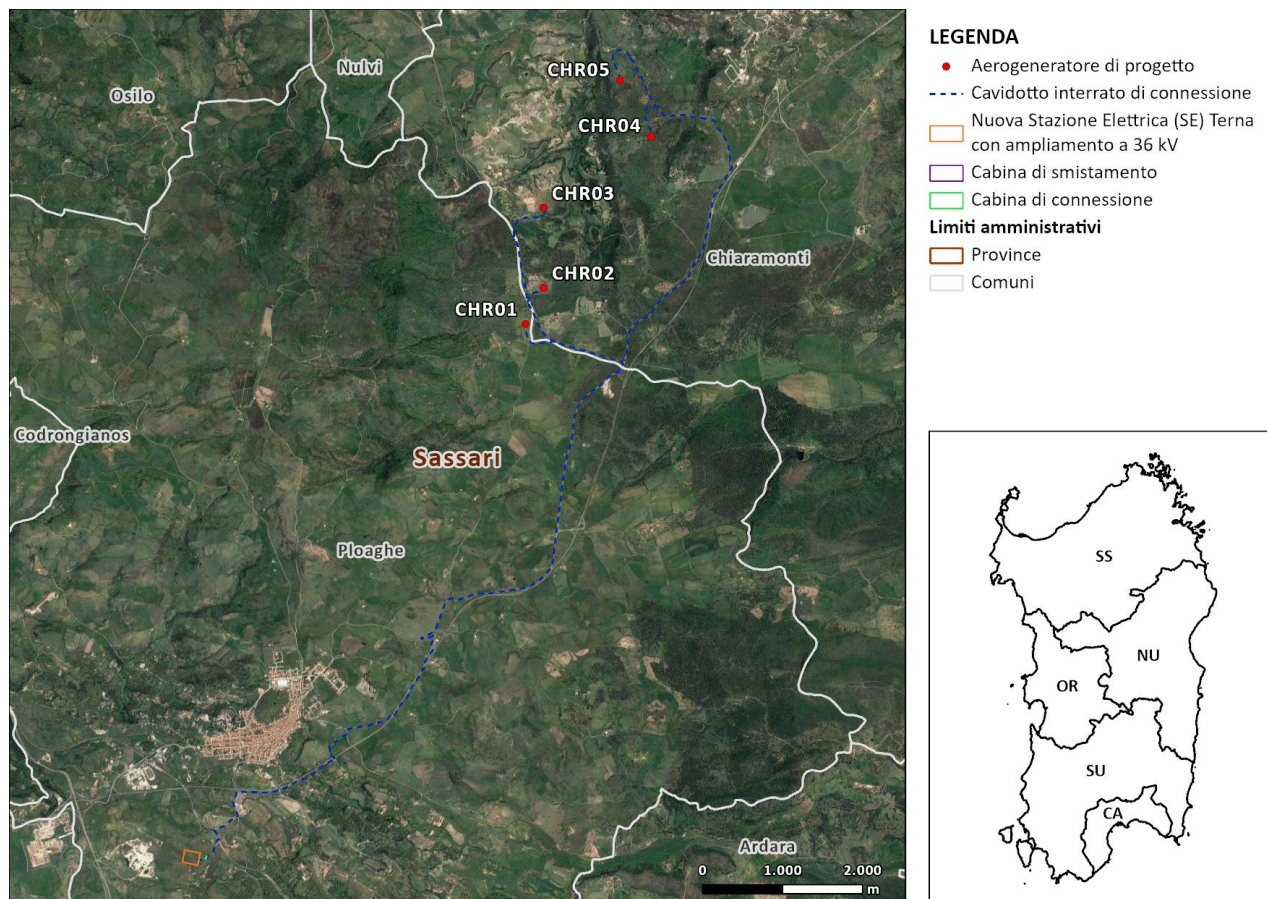 Nulvi
Osilo
CHR05
CHR04
CHR03
Chiaramonti
CHR02
CHR01
Codrongianos
Sassari
Ploaghe
Ardara
0 1.000 2.000
m
LEGENDA
Aerogeneratore di progetto
Cavidotto interrato di connessione
Nuova Stazione Elettrica (SE) Terna
con ampliamento a 36 kV
Cabina di smistamento
Cabina di connessione
Limiti amministrativi
Province
Comuni
SS
NU
OR
SU
CA